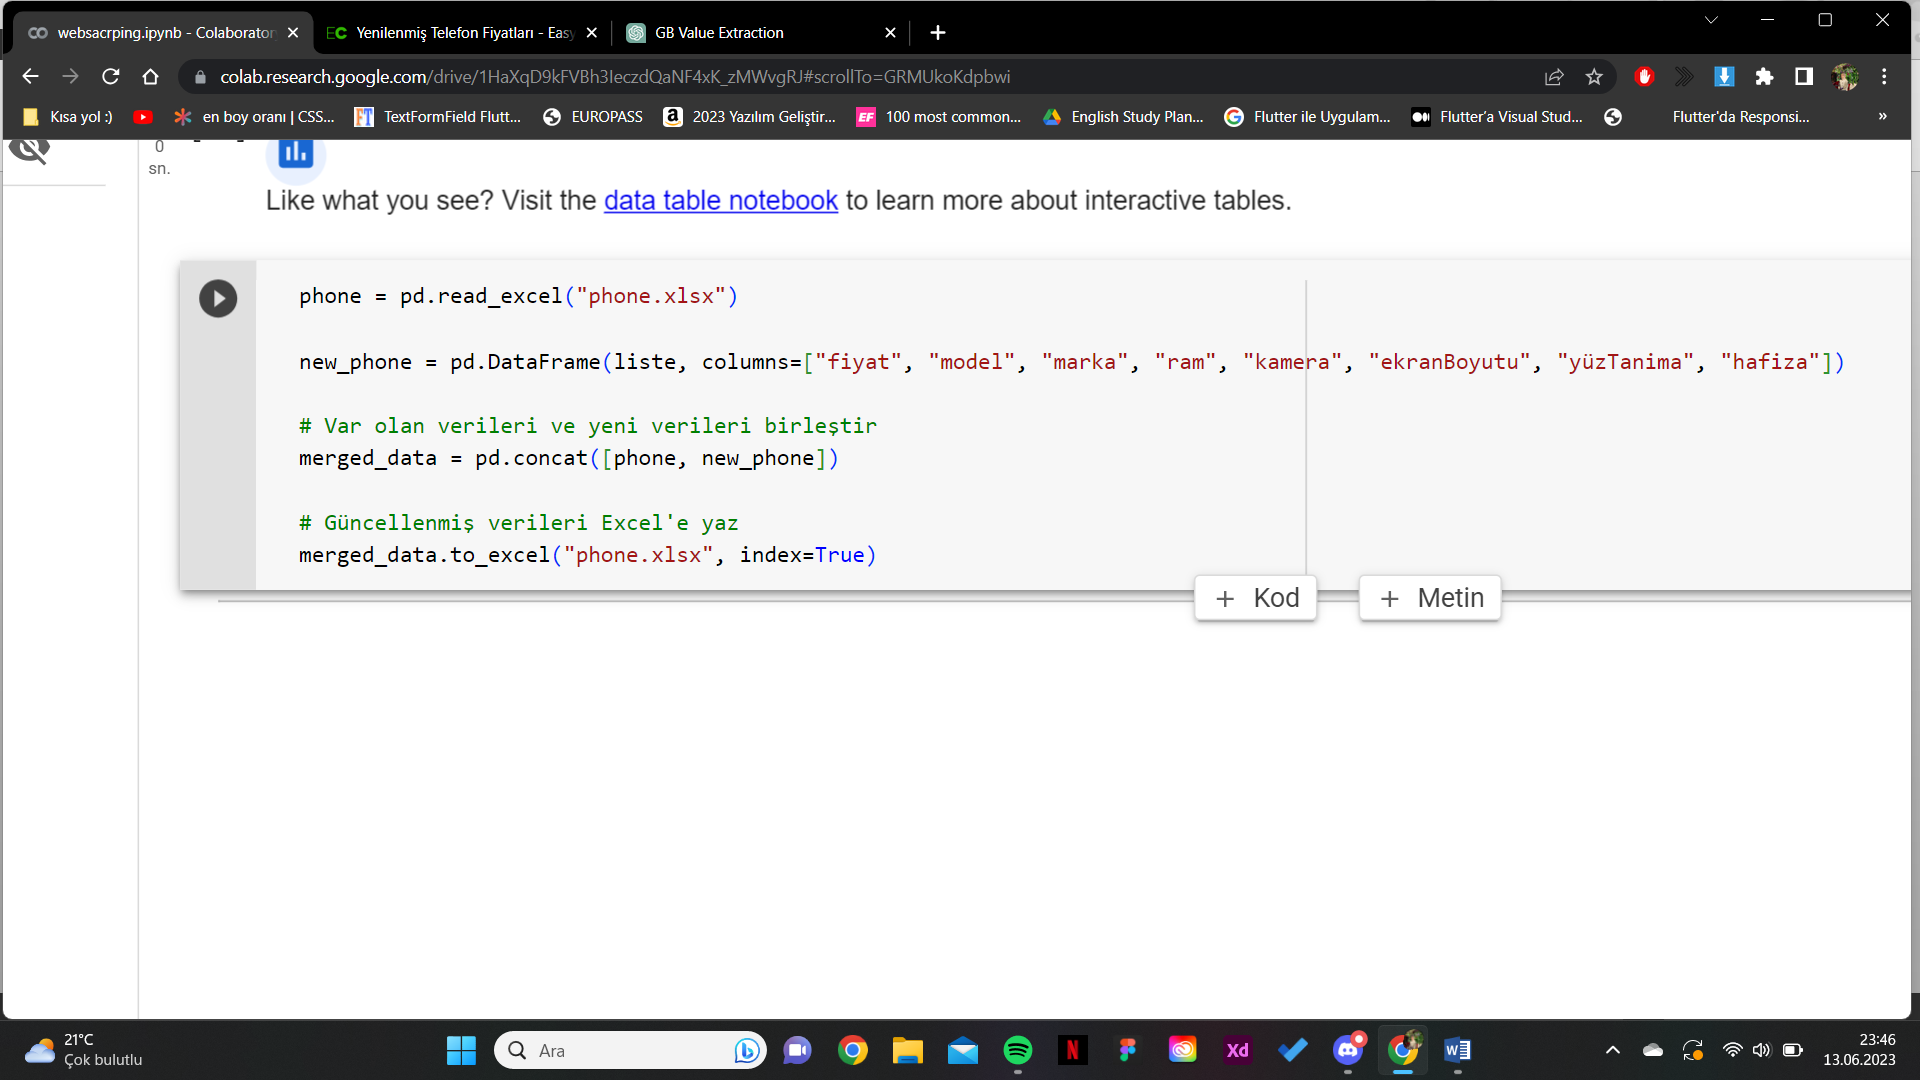 websacrping.ipynb - Colaborator
Yenilenmiş Telefon Fiyatları - Easy
GB Value Extraction
colab.research.google.com/drive/1HaXqD9kFVBh3IeczdQaNF4xK_zMWvgRJ#scrollTo=GRMUkoKdpbwi
Kısa yol :) en boy oranı | CSS... TextFormField Flutt... EUROPASS 2023 Yazılım Geliştir... 100 most common... English Study Plan... Flutter ile Uygulam... Flutter'a Visual Stud... Flutter'da Responsi... »
0
sn.
Like what you see? Visit the data table notebook to learn more about interactive tables.
phone = pd.read_excel("phone.xlsx")
new_phone = pd.DataFrame(liste, columns=["fiyat", "model", "marka", "ram", "kamera", "ekranBoyutu", "yüzTanima", "hafiza"])
# Var olan verileri ve yeni verileri birleştir
merged_data = pd.concat([phone, new_phone])
# Güncellenmiş verileri Excel'e yaz
merged_data.to_excel("phone.xlsx", index=True)
+ Kod + Metin
21°C
Çok bulutlu
Ara
23:46
13.06.2023